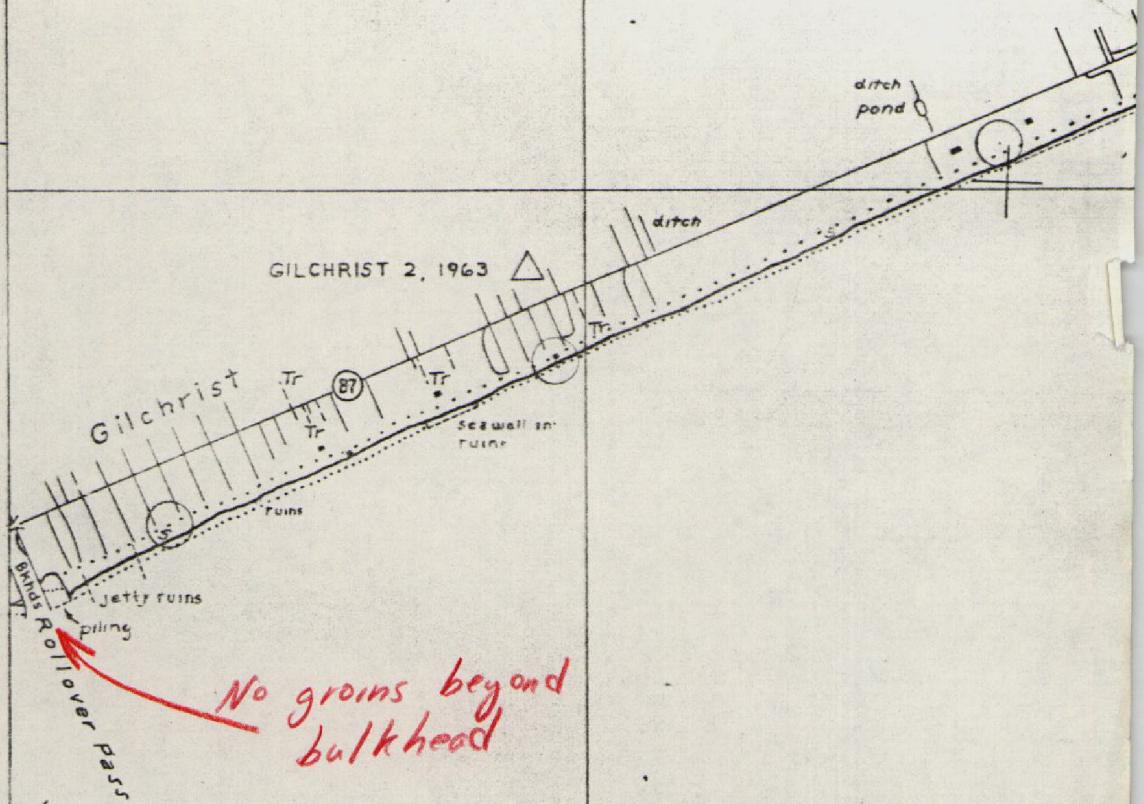 ditch
pond
ditch
GILCHRIST 2, 1963
Tr
87
Tr
Tr
Tr
Gilchrist
seawall in
ruins
ruins
S
S
Bkhds
jetty ruins
piling
Rollover Pass
No groins beyond
bulkhead